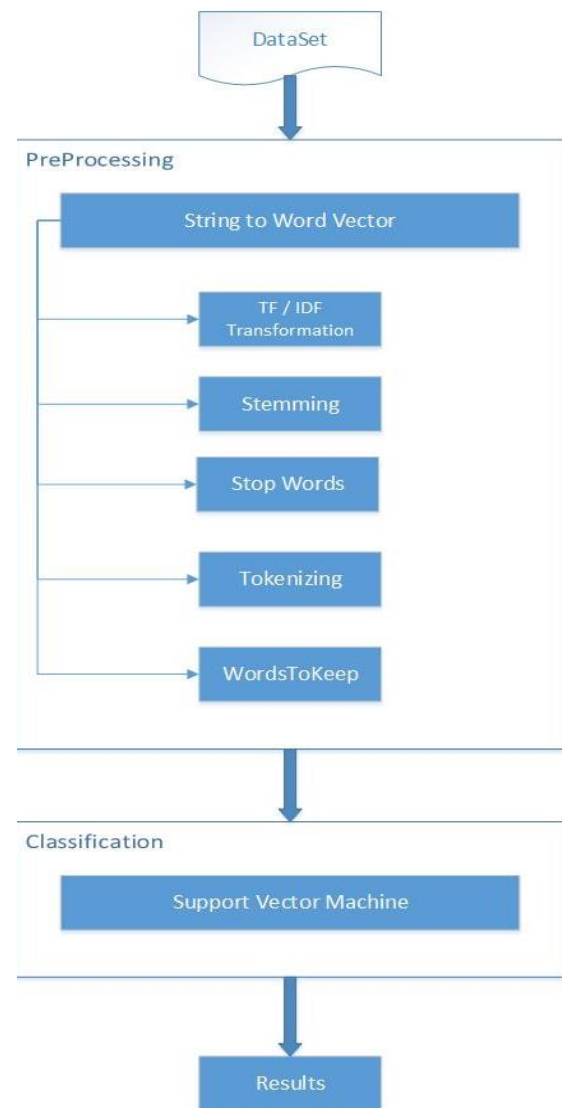 DataSet
PreProcessing
String to Word Vector
TF / IDF
Transformation
Stemming
Stop Words
Tokenizing
WordsToKeep
Classification
Support Vector Machine
Results